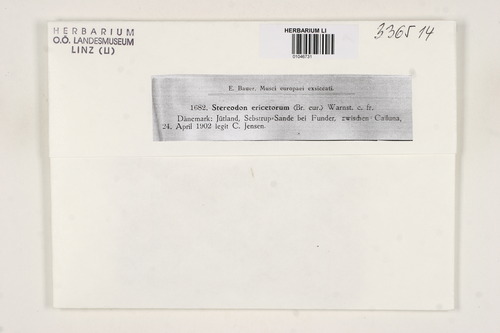 HERBARIUM
O.Ö. LANDESMUSEUM
LINZ (LI)
HERBARIUM LI
01046731
336514
E. Bauer, Musci europaei exsiccati.
1682. Stereodon ericetorum (Br. eur.) Warnst. c. fr.
Dänemark: Jütland, Sebstrup-Sande bei Funder, zwischen Calluna,
24. April 1902 legit C. Jensen.